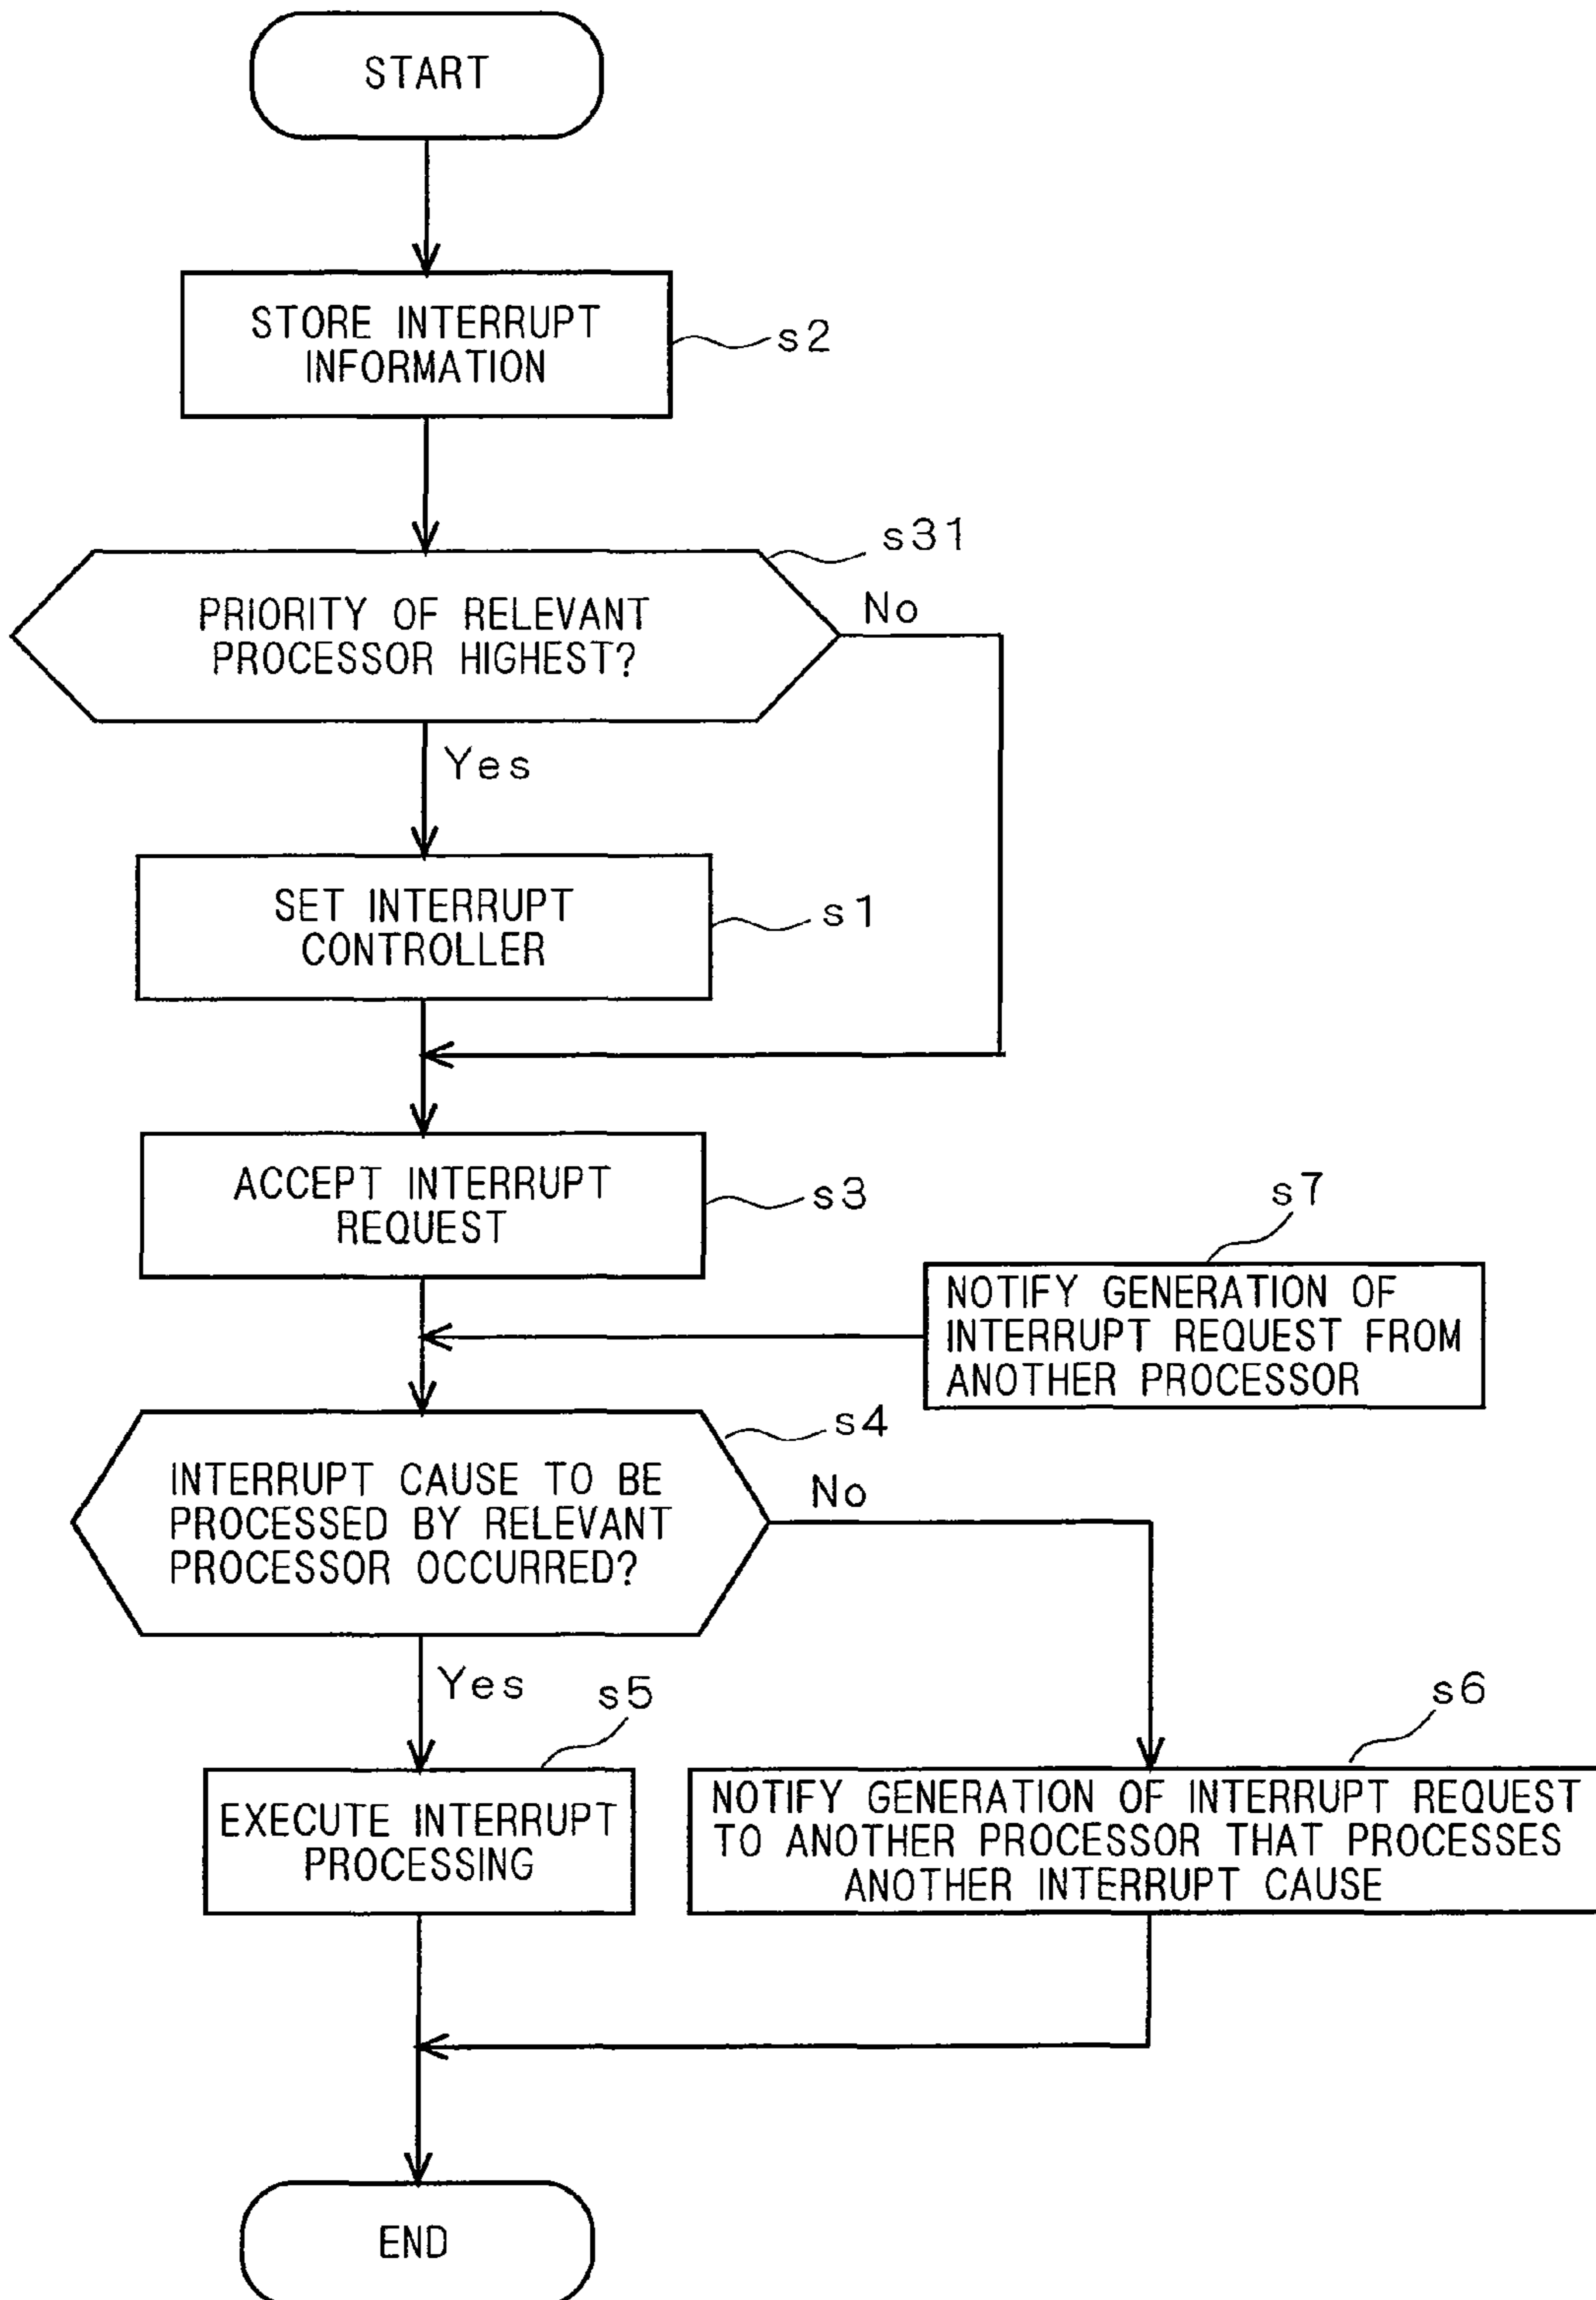 START
STORE INTERRUPT
INFORMATION
s2
s31
PRIORITY OF RELEVANT
PROCESSOR HIGHEST?
No
Yes
SET INTERRUPT
CONTROLLER
s1
ACCEPT INTERRUPT
REQUEST
s3
s7
NOTIFY GENERATION OF
INTERRUPT REQUEST FROM
ANOTHER PROCESSOR
s4
INTERRUPT CAUSE TO BE
PROCESSED BY RELEVANT
PROCESSOR OCCURRED?
No
Yes
s5
EXECUTE INTERRUPT
PROCESSING
s6
NOTIFY GENERATION OF INTERRUPT REQUEST
TO ANOTHER PROCESSOR THAT PROCESSES
ANOTHER INTERRUPT CAUSE
END